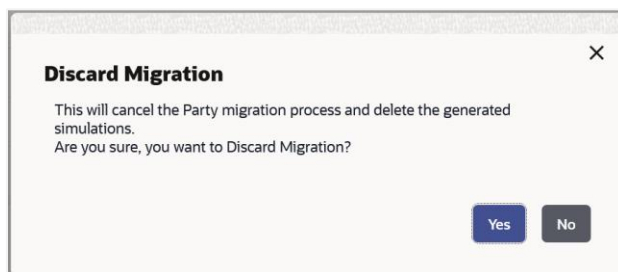 Discard Migration
This will cancel the Party migration process and delete the generated
simulations.
Are you sure, you want to Discard Migration?
Yes No